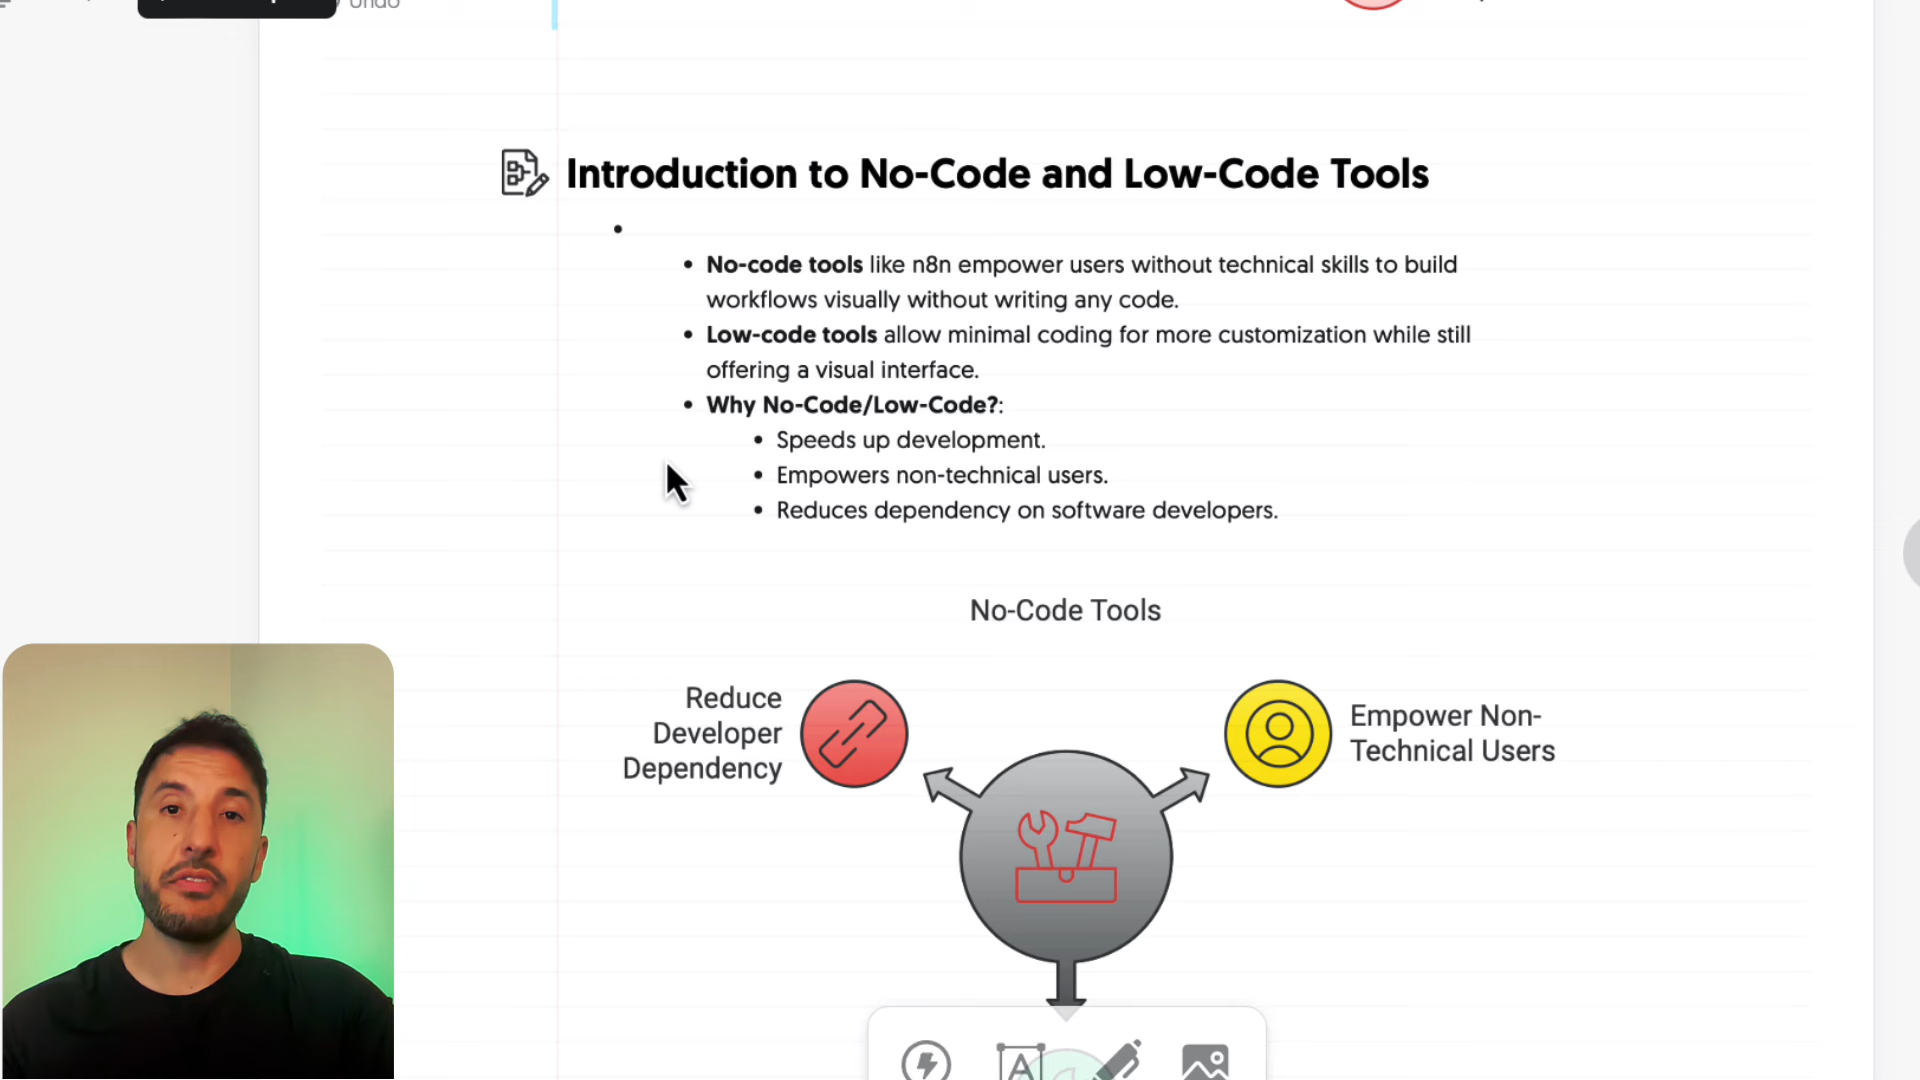 Undo
Introduction to No-Code and Low-Code Tools
No-code tools like n8n empower users without technical skills to build
workflows visually without writing any code.
Low-code tools allow minimal coding for more customization while still
offering a visual interface.
Why No-Code/Low-Code?:
Speeds up development.
Empowers non-technical users.
Reduces dependency on software developers.
No-Code Tools
Reduce
Developer
Dependency
Empower Non-
Technical Users
A